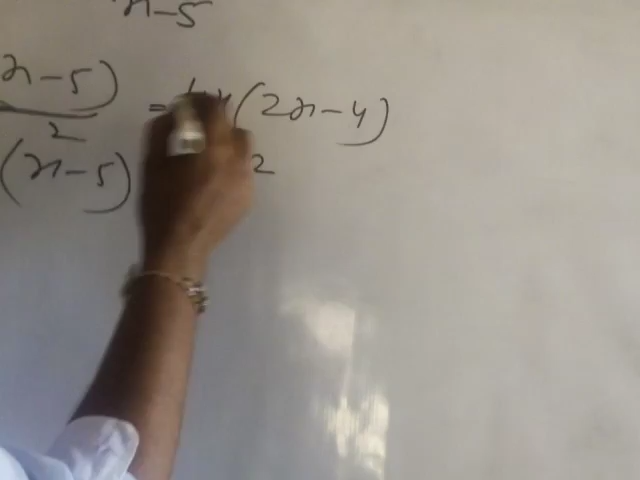 x-5
x-5) = (2x-4)
2
(x-5) 2